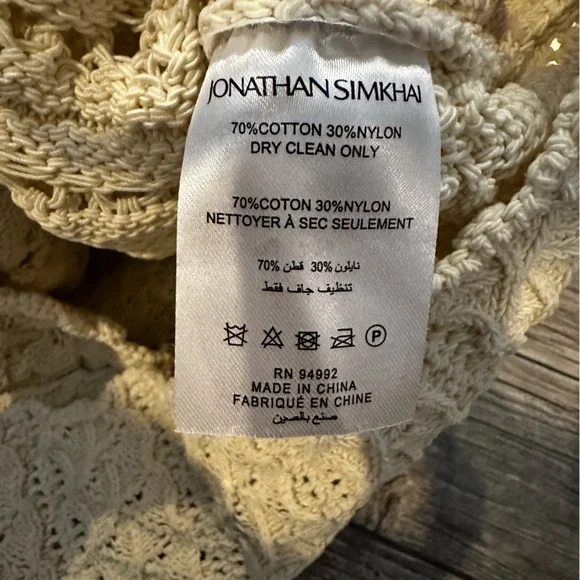 JONATHAN SIMKHAI
70%COTTON 30%NYLON
DRY CLEAN ONLY
70%COTON 30%NYLON
NETTOYER À SEC SEULEMENT
نايلون 30% قطن 70%
تنظيف جاف فقط
P
RN 94992
MADE IN CHINA
FABRIQUÉ EN CHINE
صنع بالصين